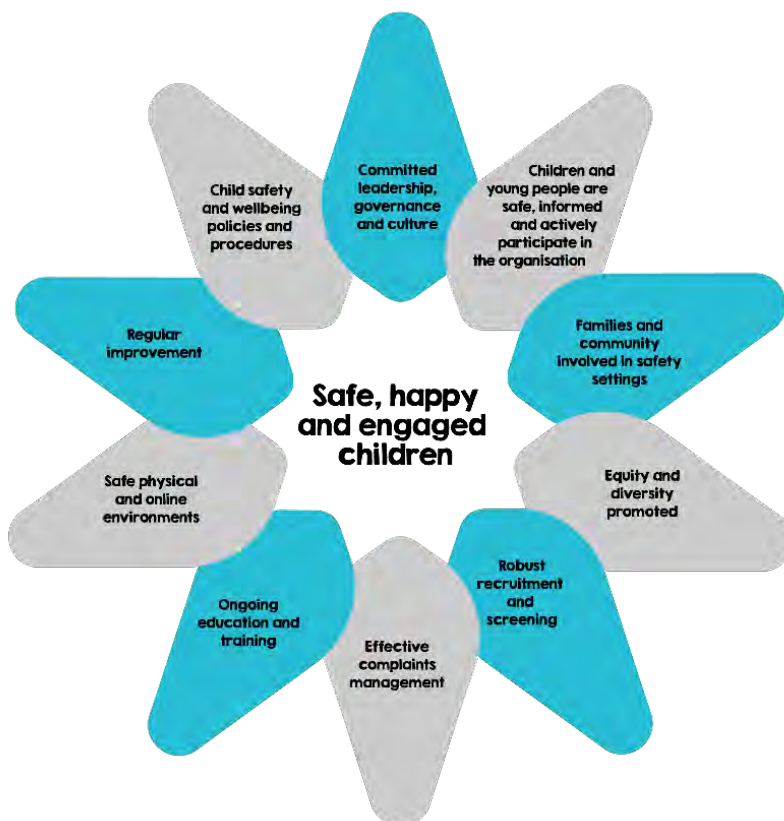 Committed
leadership,
governance
and culture
Children and
young people are
safe, informed
and actively
participate in
the organisation
Families and
community
involved in safety
settings
Equity and
diversity
promoted
Robust
recruitment
and
screening
Effective
complaints
management
Ongoing
education and
training
Safe physical
and online
environments
Regular
improvement
Child safety
and wellbeing
policies and
procedures
Safe, happy
and engaged
children